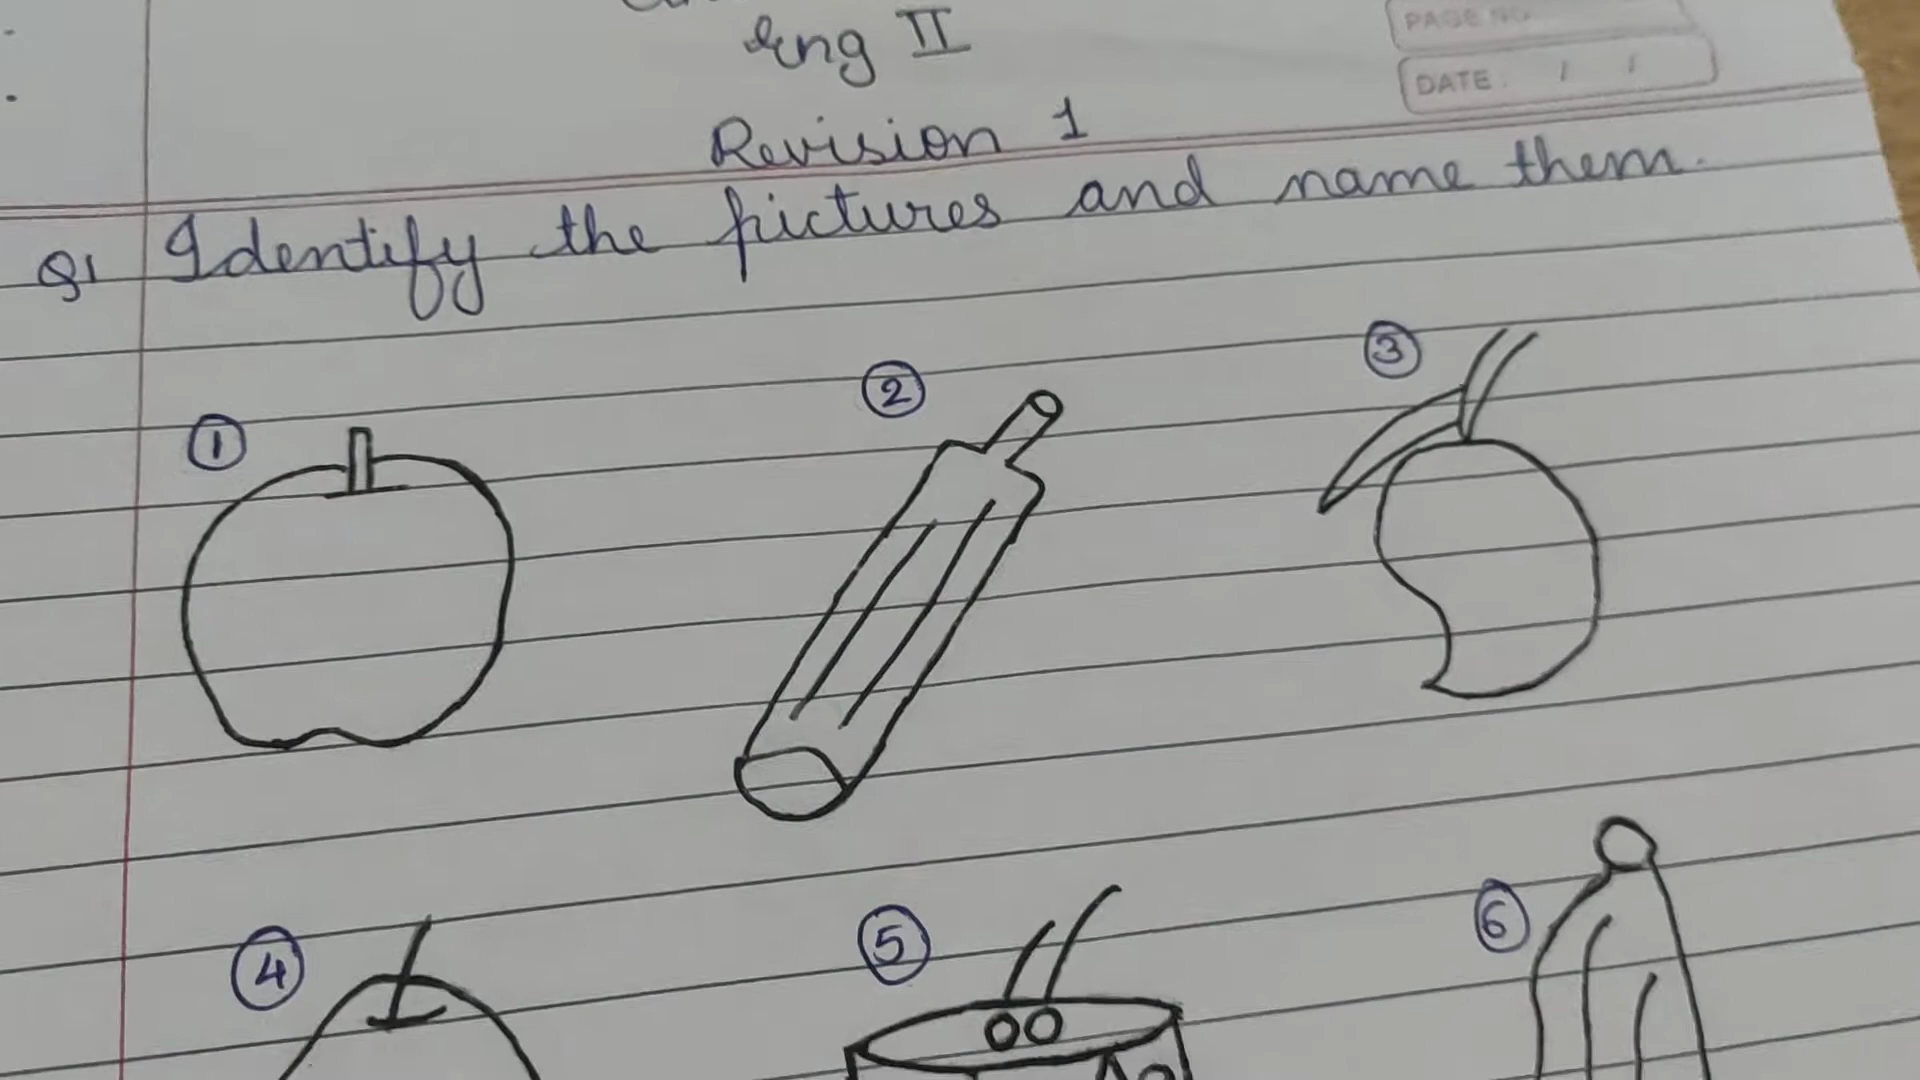 Eng II
PAGE NO
DATE: / /
Revision 1
Q1 Identify the pictures and name them.
1
2
3
4
5
6